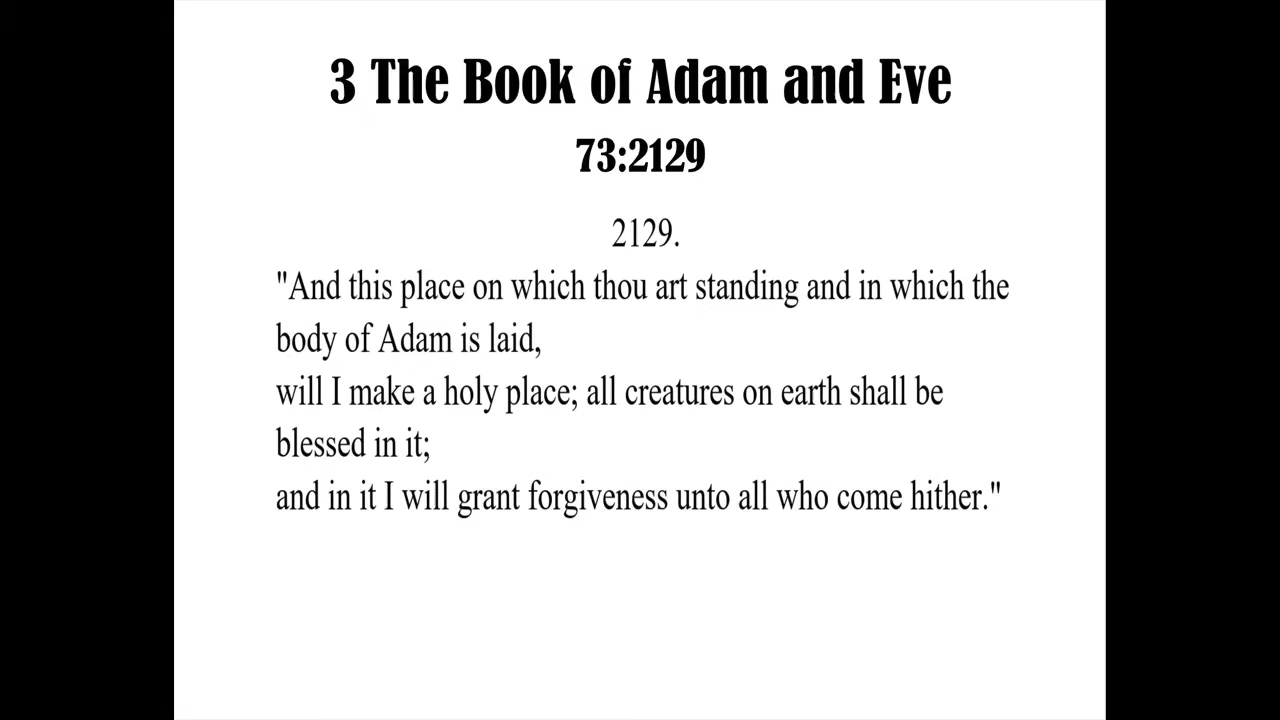 3 The Book of Adam and Eve
73:2129
2129.
"And this place on which thou art standing and in which the
body of Adam is laid,
will I make a holy place; all creatures on earth shall be
blessed in it;
and in it I will grant forgiveness unto all who come hither."